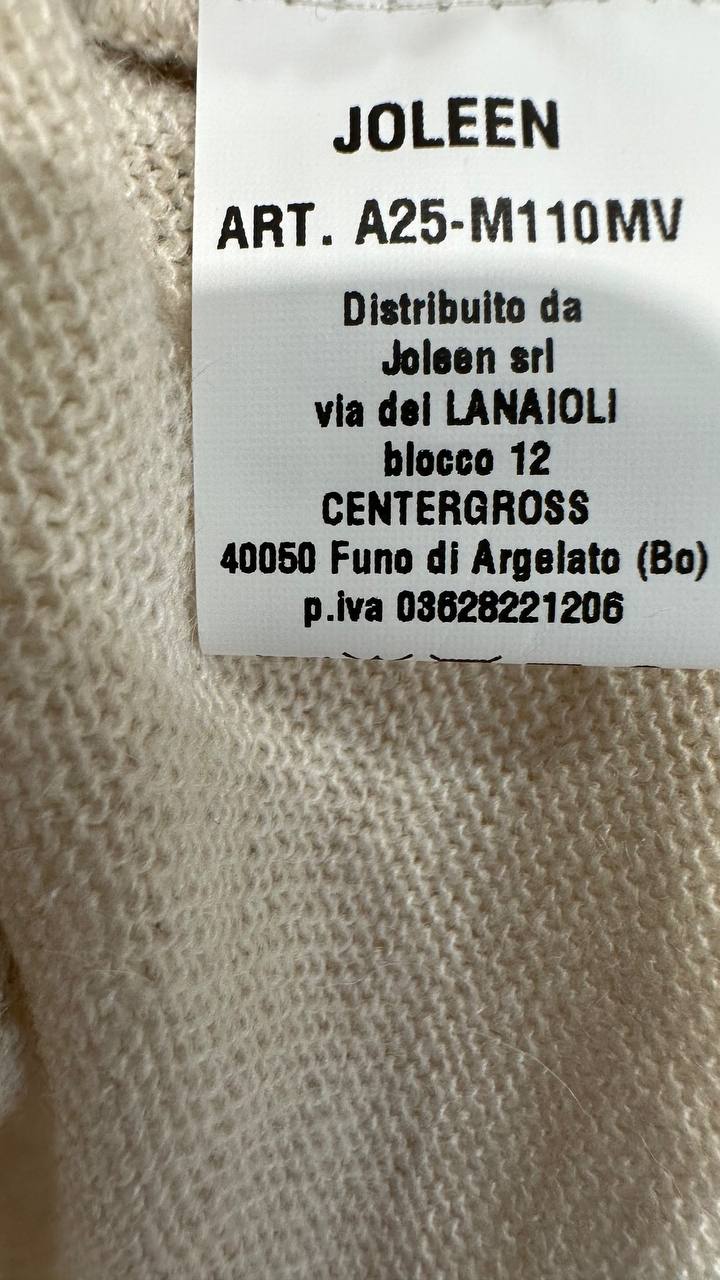 JOLEEN
ART. A25-M110MV
Distribuito da
Joleen srl
via dei LANAIOLI
blocco 12
CENTERGROSS
40050 Funo di Argelato (Bo)
p.iva 03628221206